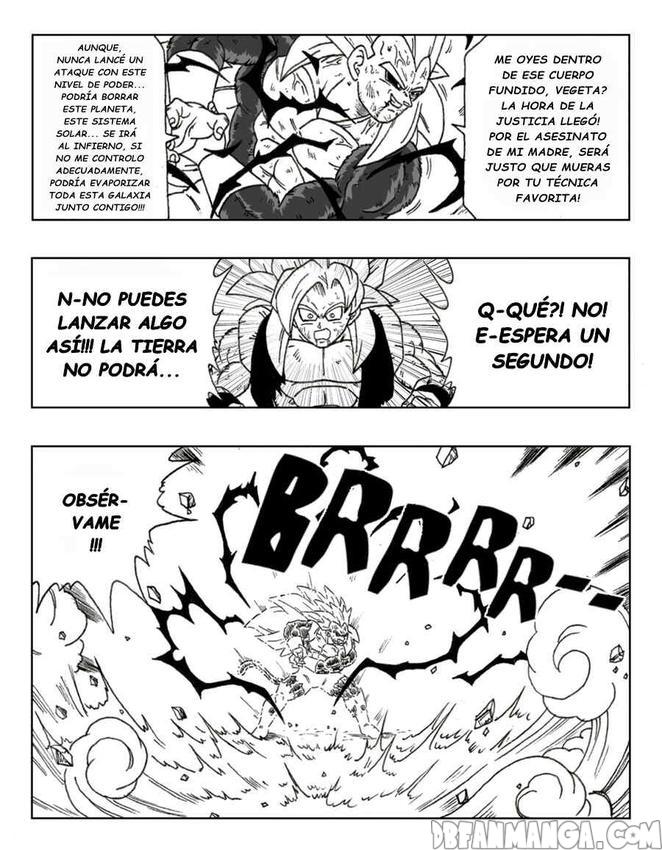 AUNQUE,
NUNCA LANCÉ UN
ATAQUE CON ESTE
NIVEL DE PODER...
PODRÍA BORRAR
ESTE PLANETA,
ESTE SISTEMA
SOLAR... SE IRÁ
AL INFIERNO, SI
NO ME CONTROLO
ADECUADAMENTE,
PODRÍA EVAPORIZAR
TODA ESTA GALAXIA
JUNTO CONTIGO!!!
ME OYES DENTRO
DE ESE CUERPO
FUNDIDO, VEGETA?
LA HORA DE LA
JUSTICIA LLEGÓ!
POR EL ASESINATO
DE MI MADRE, SERÁ
JUSTO QUE MUERAS
POR TU TÉCNICA
FAVORITA!
N-NO PUEDES
LANZAR ALGO
ASÍ!!! LA TIERRA
NO PODRÁ...
Q-QUÉ?! NO!
E-ESPERA UN
SEGUNDO!
OBSÉR-
VAME
!!!
BRRRRR--
DBFANMANGA.COM